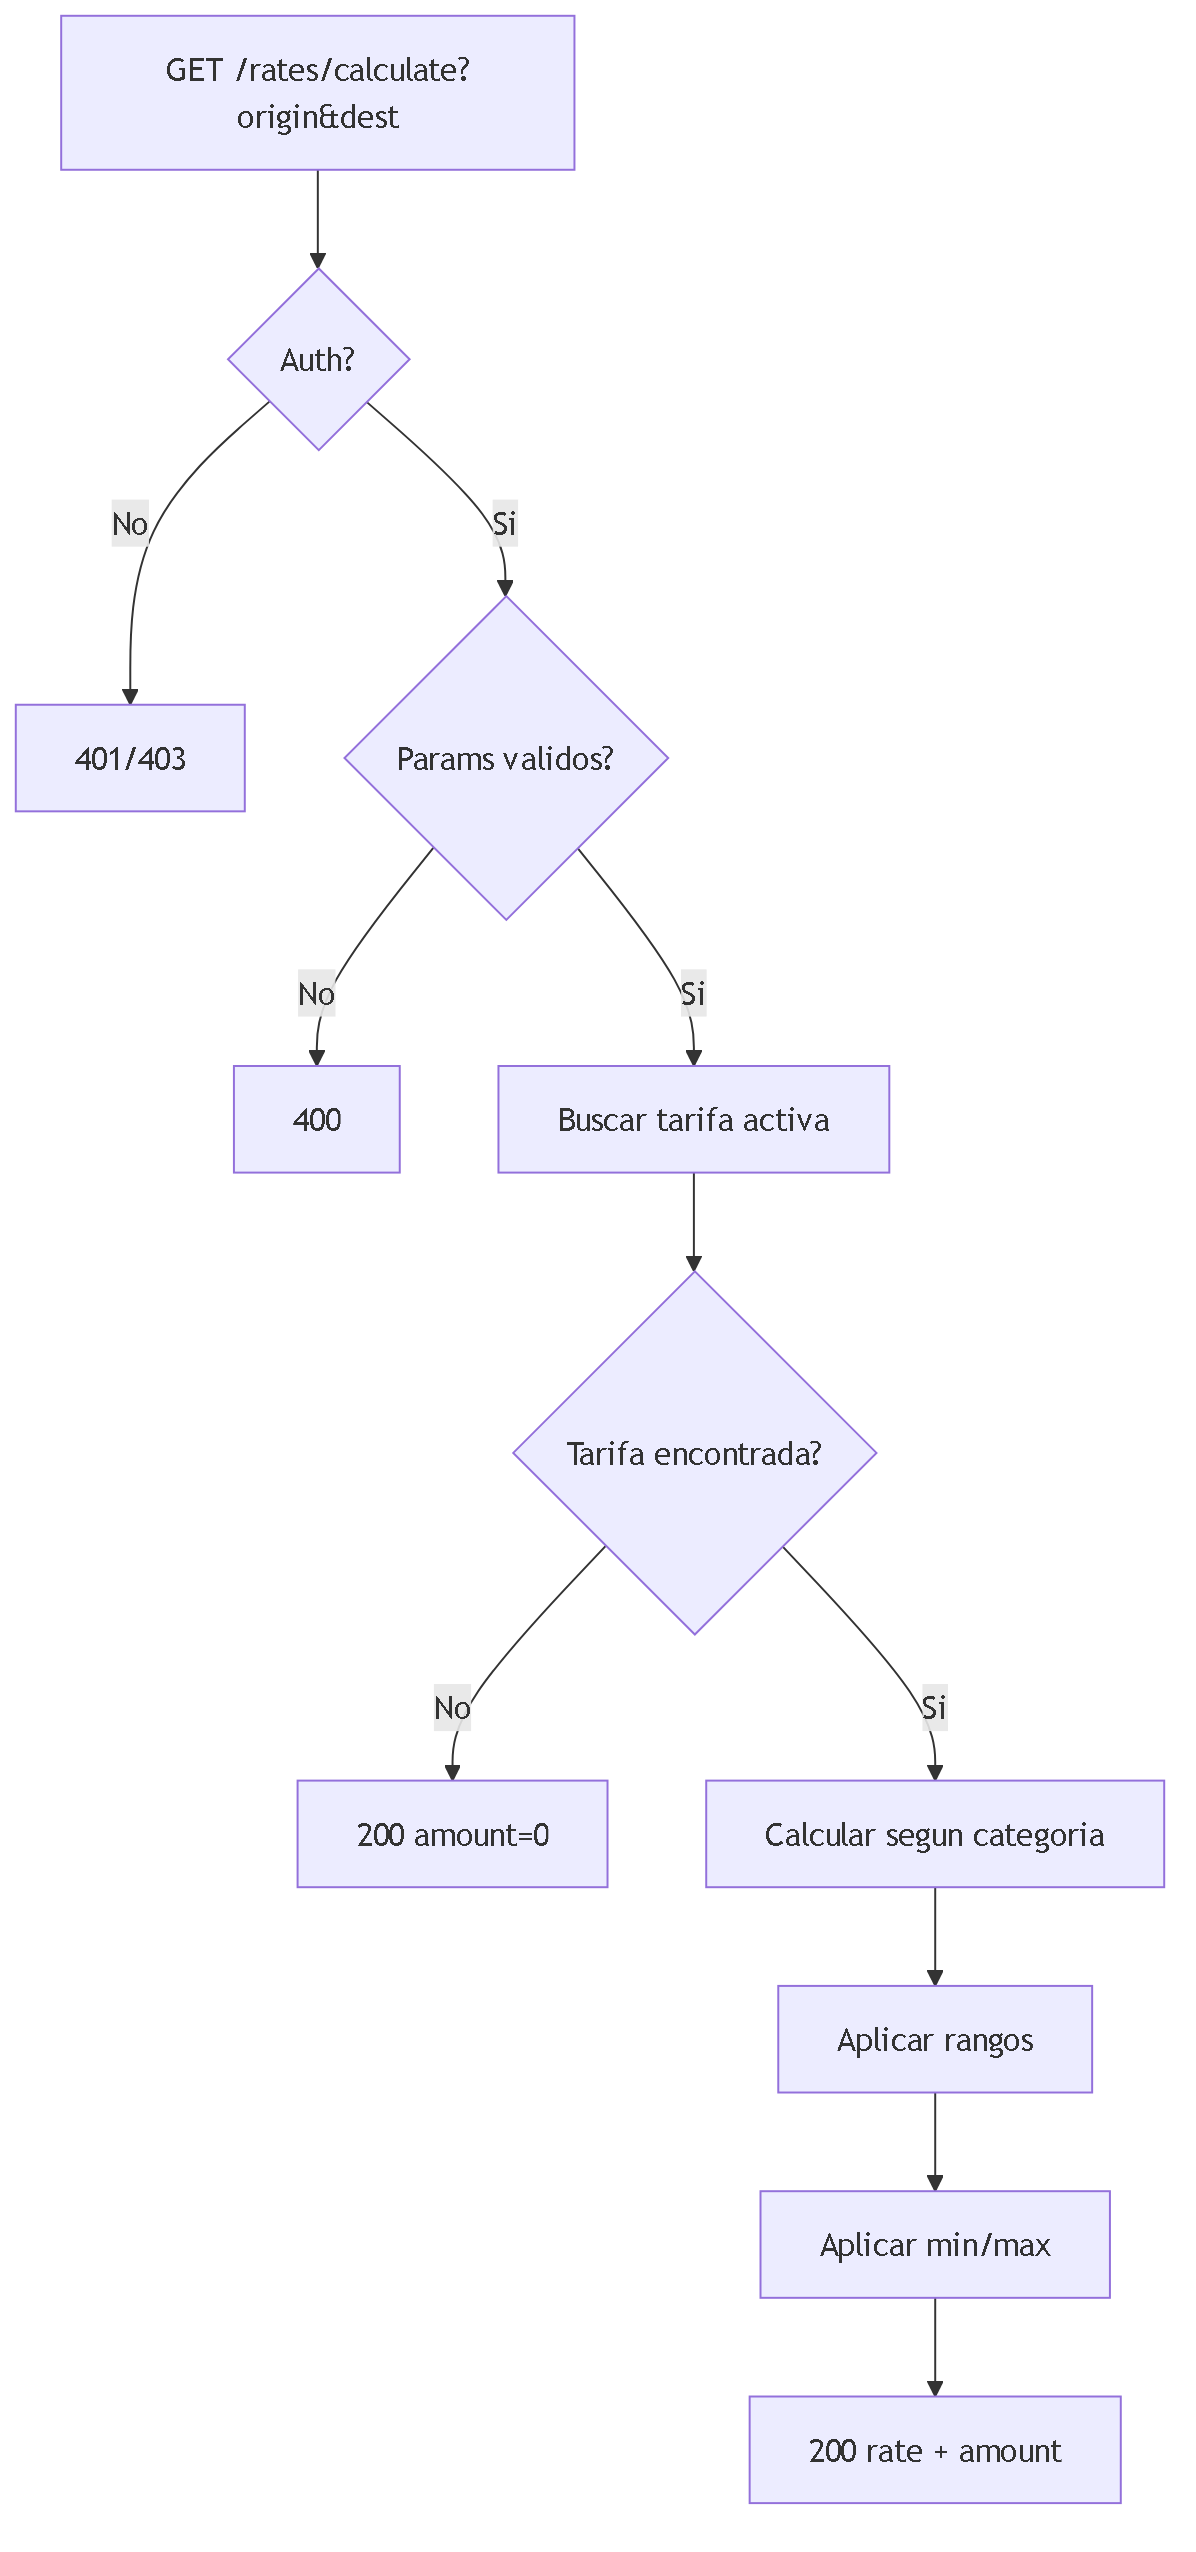 GET /rates/calculate?
origin&dest
Auth?
No
Si
401/403
Params validos?
No
Si
400
Buscar tarifa activa
Tarifa encontrada?
No
Si
200 amount=0
Calcular segun categoria
Aplicar rangos
Aplicar min/max
200 rate + amount